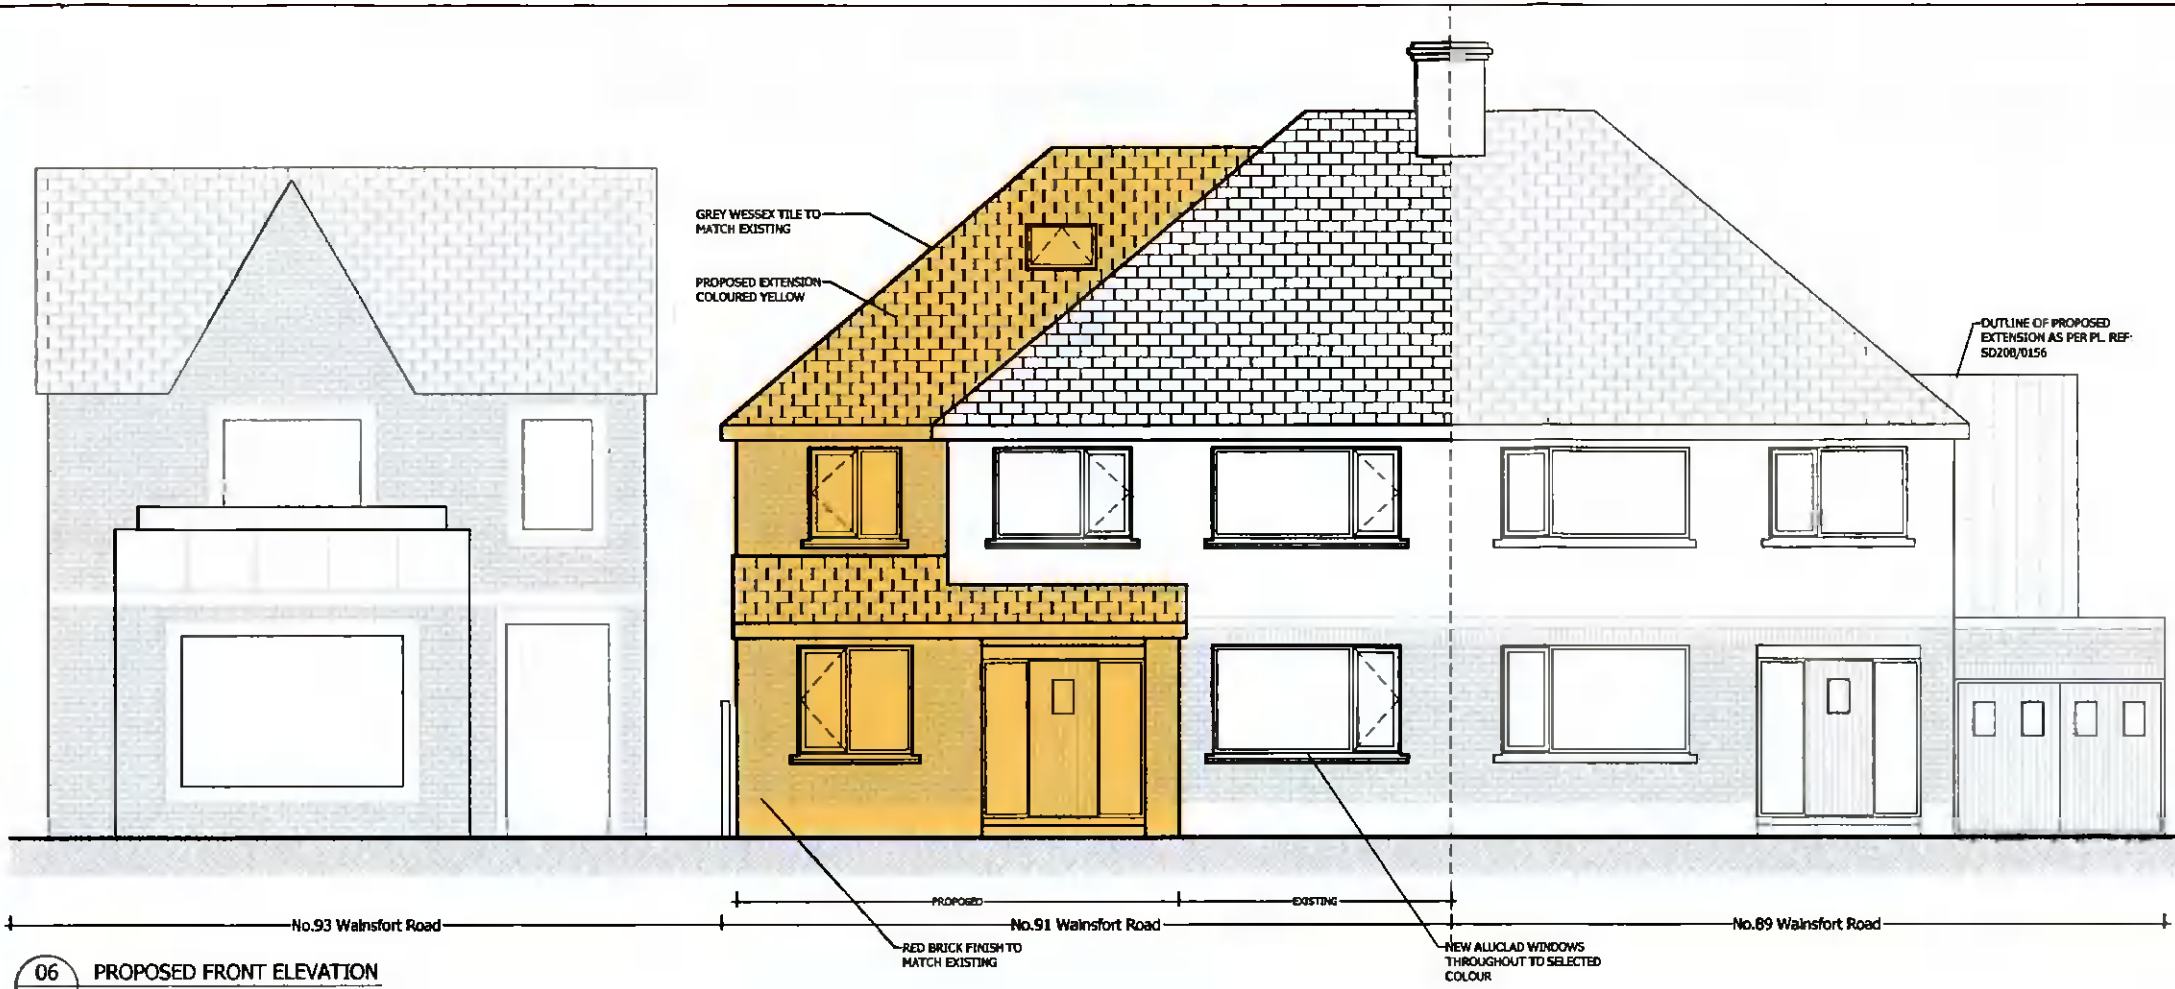 GREY WESSEX TILE TO
MATCH EXISTING
PROPOSED EXTENSION
COLOURED YELLOW
OUTLINE OF PROPOSED
EXTENSION AS PER PL. REF:
SD20B/0156
PROPOSED
EXISTING
No.93 Wainsfort Road
No.91 Wainsfort Road
No.89 Wainsfort Road
RED BRICK FINISH TO
MATCH EXISTING
NEW ALUCLAD WINDOWS
THROUGHOUT TO SELECTED
COLOUR
06 PROPOSED FRONT ELEVATION